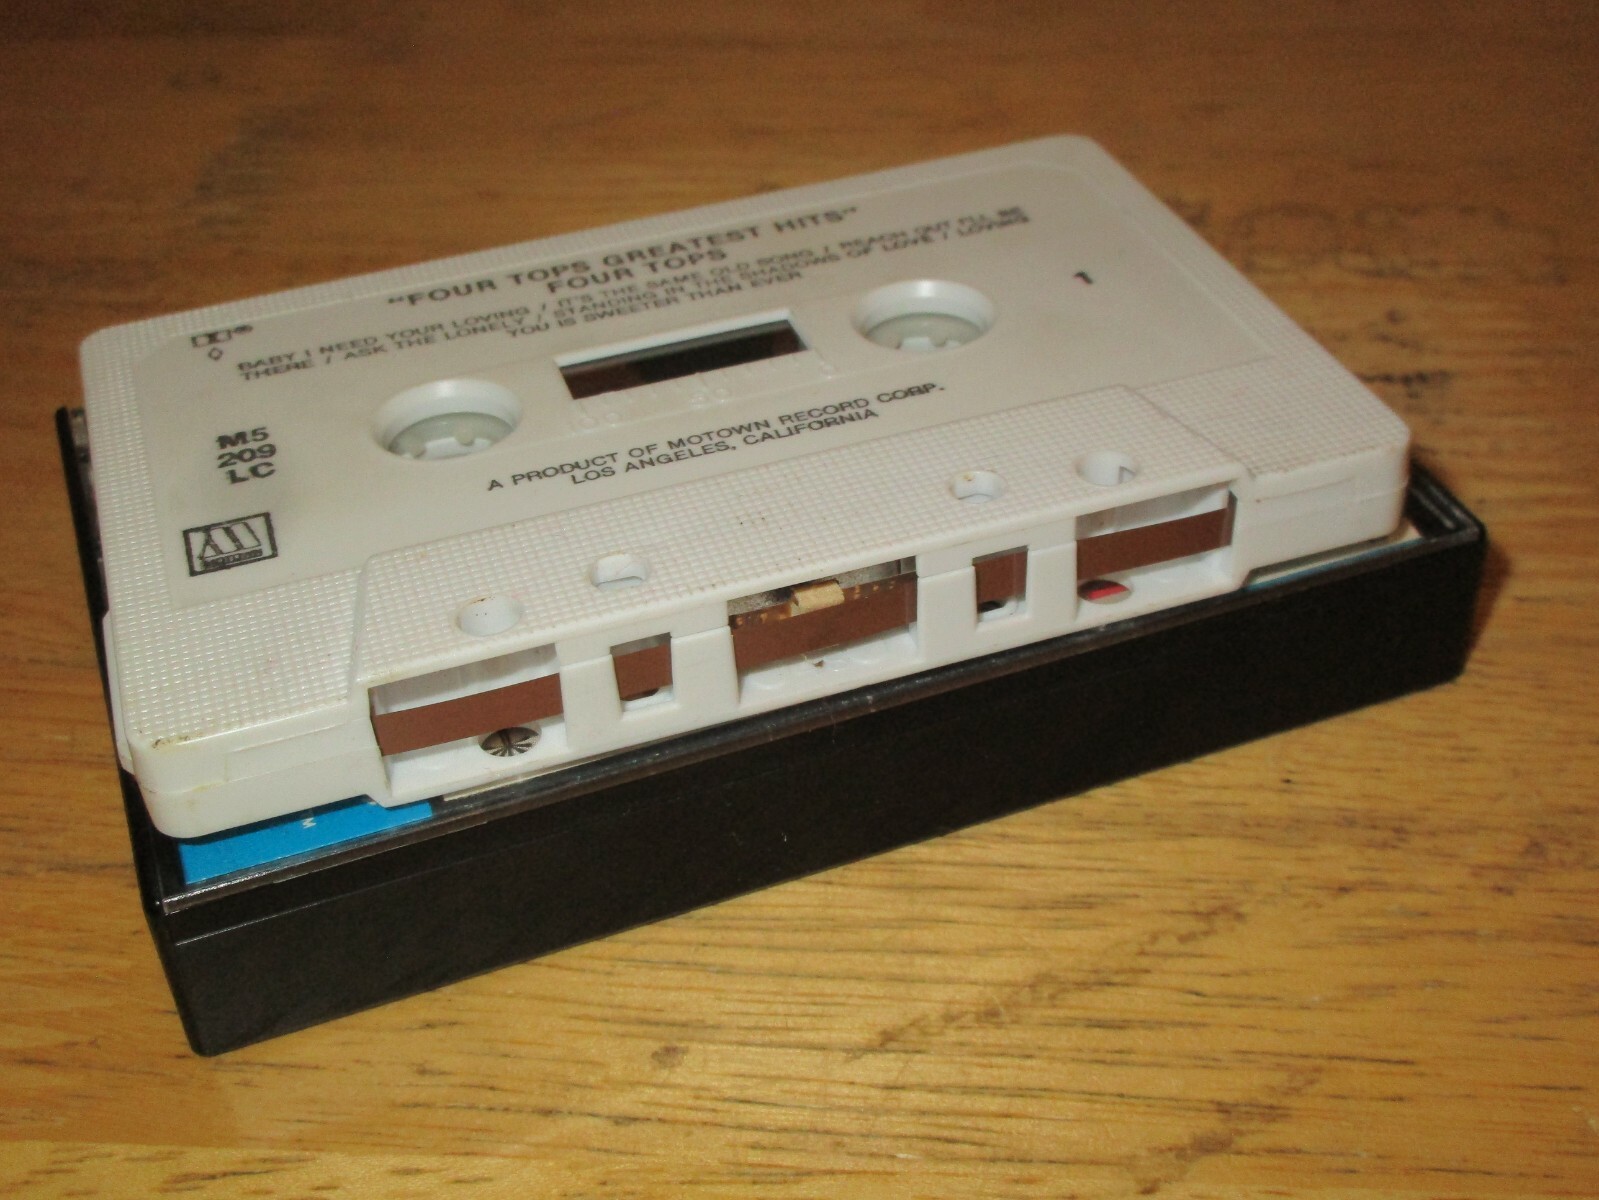 "FOUR TOPS GREATEST HITS"
FOUR TOPS
BABY I NEED YOUR LOVING / IT'S THE SAME OLD SONG / REACH OUT I'LL BE
THERE / ASK THE LONELY / STANDING IN THE SHADOWS OF LOVE / LOVING
YOU IS SWEETER THAN EVER
1
M5
209
LC
A PRODUCT OF MOTOWN RECORD CORP.
LOS ANGELES, CALIFORNIA
M